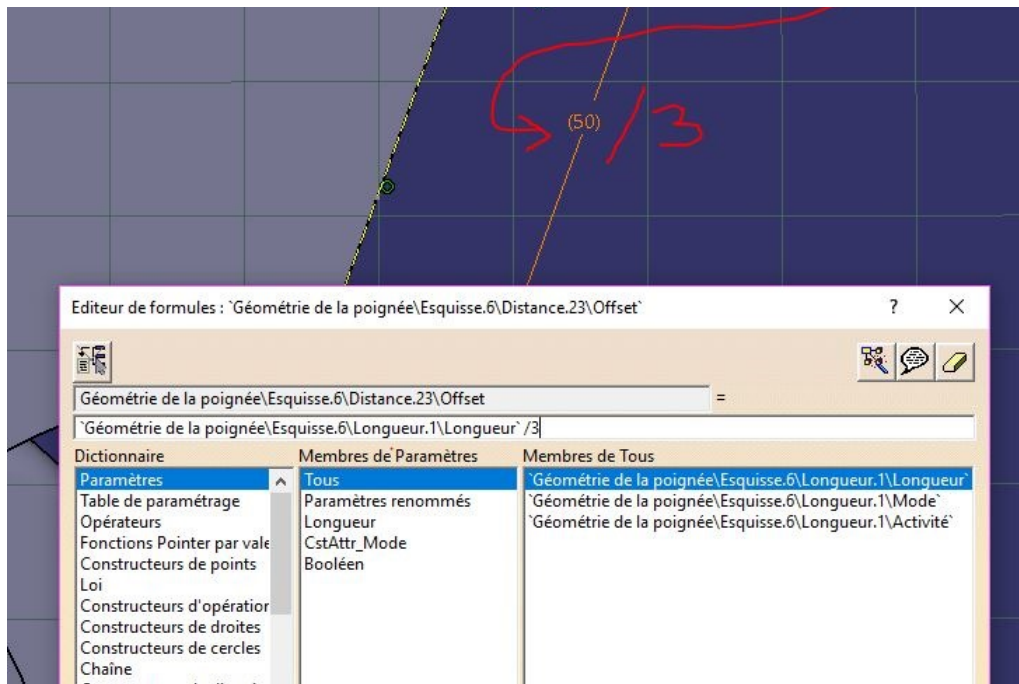 (50) /3
Editeur de formules : `Géométrie de la poignée\Esquisse.6\Distance.23\Offset` ? X
Géométrie de la poignée\Esquisse.6\Distance.23\Offset =
`Géométrie de la poignée\Esquisse.6\Longueur.1\Longueur` /3
Dictionnaire Membres de Paramètres Membres de Tous
Paramètres Tous `Géométrie de la poignée\Esquisse.6\Longueur.1\Longueur`
Table de paramétrage Paramètres renommés `Géométrie de la poignée\Esquisse.6\Longueur.1\Mode`
Opérateurs Longueur `Géométrie de la poignée\Esquisse.6\Longueur.1\Activité`
Fonctions Pointer par vale CstAttr_Mode
Constructeurs de points Booléen
Loi
Constructeurs d'opératior
Constructeurs de droites
Constructeurs de cercles
Chaîne